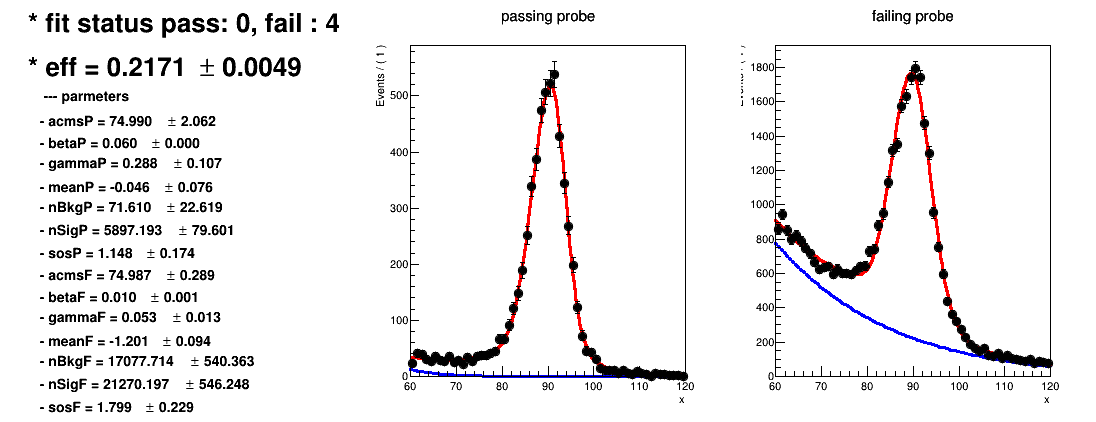 * fit status pass: 0, fail : 4
* eff = 0.2171 ± 0.0049
--- parmeters
- acmsP = 74.990 ± 2.062
- betaP = 0.060 ± 0.000
- gammaP = 0.288 ± 0.107
- meanP = -0.046 ± 0.076
- nBkgP = 71.610 ± 22.619
- nSigP = 5897.193 ± 79.601
- sosP = 1.148 ± 0.174
- acmsF = 74.987 ± 0.289
- betaF = 0.010 ± 0.001
- gammaF = 0.053 ± 0.013
- meanF = -1.201 ± 0.094
- nBkgF = 17077.714 ± 540.363
- nSigF = 21270.197 ± 546.248
- sosF = 1.799 ± 0.229
passing probe
Events / ( 1 )
500
400
300
200
100
0
60 70 80 90 100 110 120
x
failing probe
1800
1600
1400
1200
1000
800
600
400
200
0
60 70 80 90 100 110 120
x